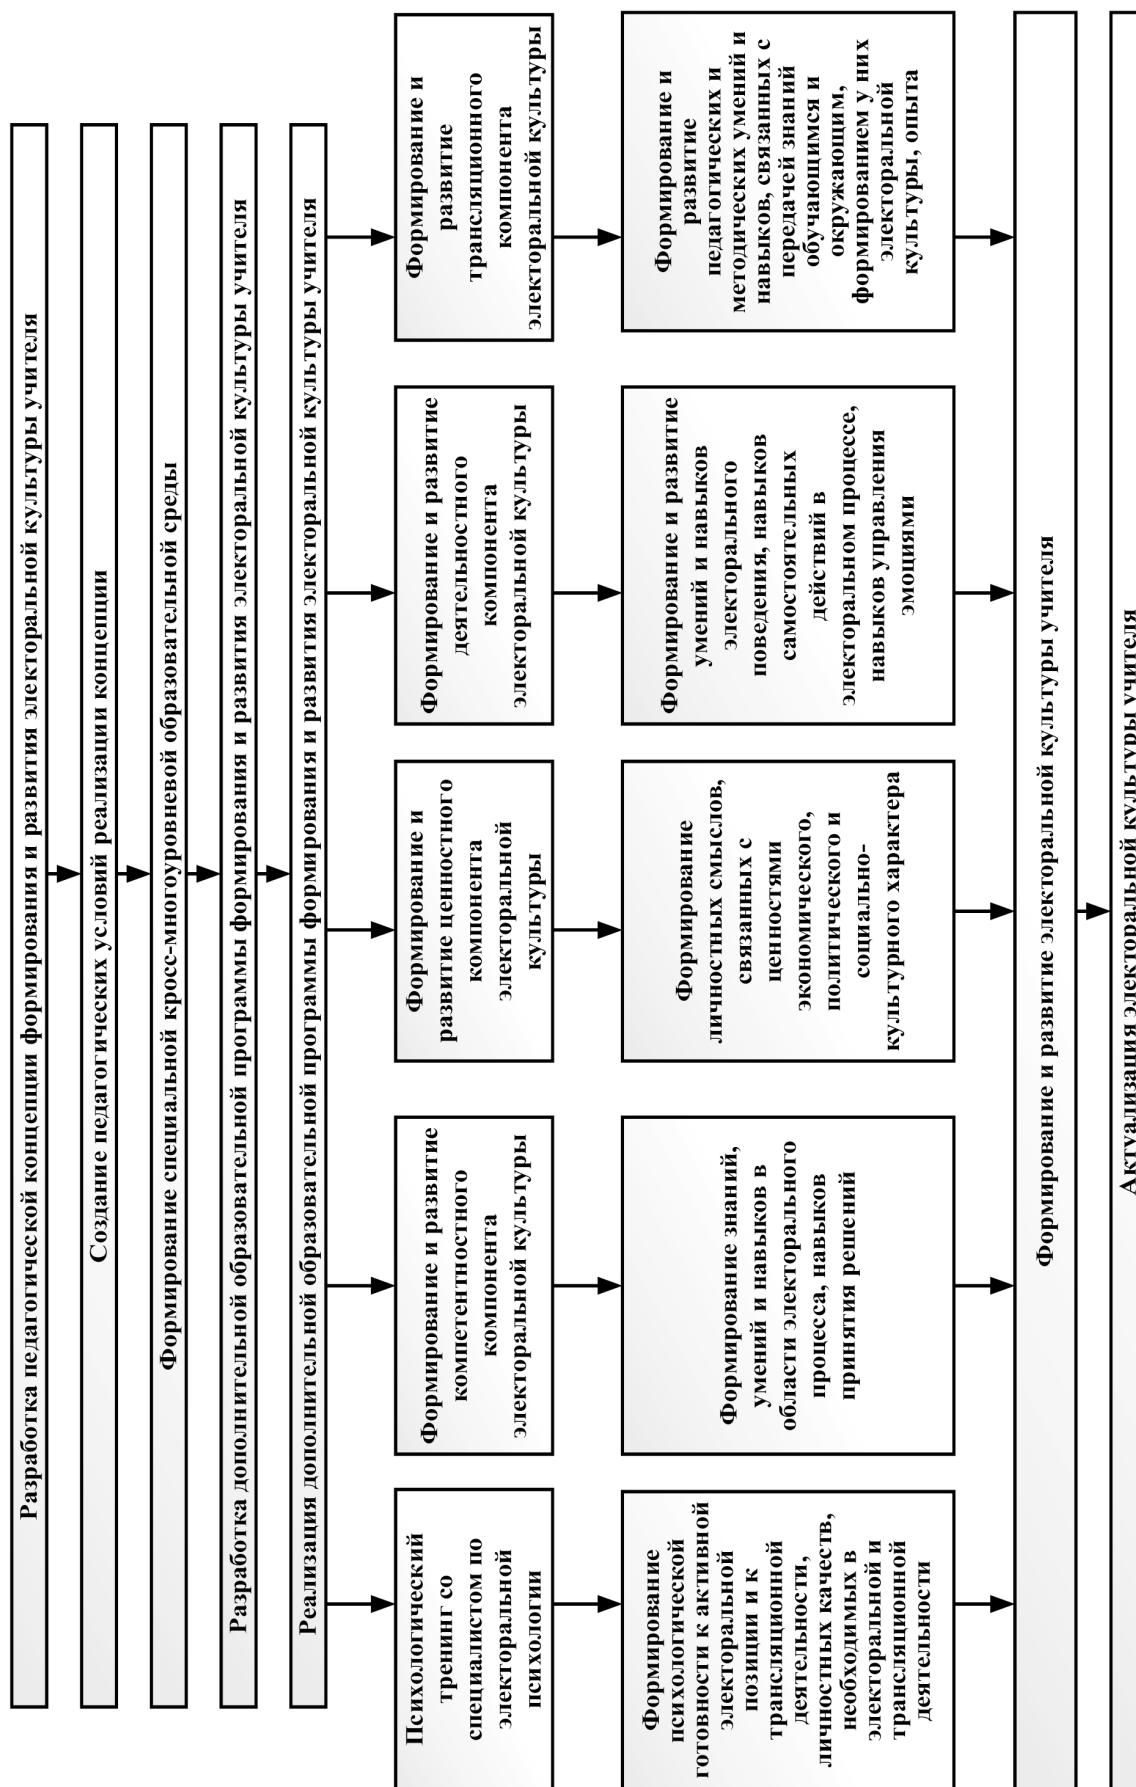 Разработка педагогической концепции формирования и развития электоральной культуры учителя
Создание педагогических условий реализации концепции
Формирование специальной кросс-многоуровневой образовательной среды
Разработка дополнительной образовательной программы формирования и развития электоральной культуры учителя
Реализация дополнительной образовательной программы формирования и развития электоральной культуры учителя
Психологический
тренинг со
специалистом по
электоральной
психологии
Формирование и развитие
компетентностного
компонента
электоральной культуры
Формирование и
развитие ценностного
компонента
электоральной
культуры
Формирование и развитие
деятельностного
компонента
электоральной культуры
Формирование и
развитие
трансляционного
компонента
электоральной культуры
Формирование
психологической
готовности к активной
электоральной
позиции и к
трансляционной
деятельности,
личностных качеств,
необходимых в
электоральной и
трансляционной
деятельности
Формирование знаний,
умений и навыков в
области электорального
процесса, навыков
принятия решений
Формирование
личностных смыслов,
связанных с
ценностями
экономического,
политического и
социально-
культурного характера
Формирование и развитие
умений и навыков
электорального
поведения, навыков
самостоятельных
действий в
электоральном процессе,
навыков управления
эмоциями
Формирование и
развитие
педагогических и
методических умений и
навыков, связанных с
передачей знаний
обучающимся и
окружающим,
формированием у них
электоральной
культуры, опыта
Формирование и развитие электоральной культуры учителя
Актуализация электоральной культуры учителя